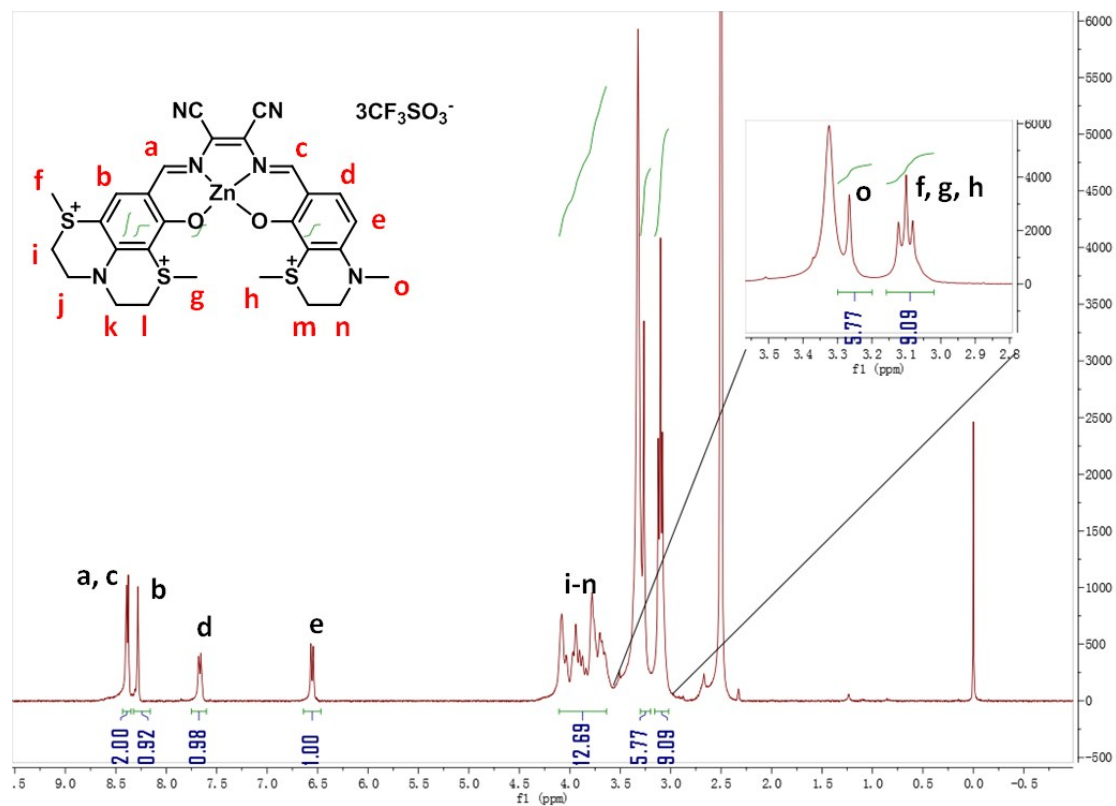 NC CN 3CF₃SO₃⁻
a N N c
f b Zn d
S+ O O e
i N S+ S+ N
j g h o
k l m n
6000
5500
5000
4500
4000
3500
3000
2500
2000
1500
1000
500
0
-500
o f, g, h
6000
4000
2000
0
5.77 9.09
3.5 3.4 3.3 3.2 3.1 3.0 2.9 2.8
f1 (ppm)
a, c b d e i-n
2.00 0.92 0.98 1.00 12.69 5.77 9.09
.5 9.0 8.5 8.0 7.5 7.0 6.5 6.0 5.5 5.0 4.5 4.0 3.5 3.0 2.5 2.0 1.5 1.0 0.5 0.0 -0.5
f1 (ppm)